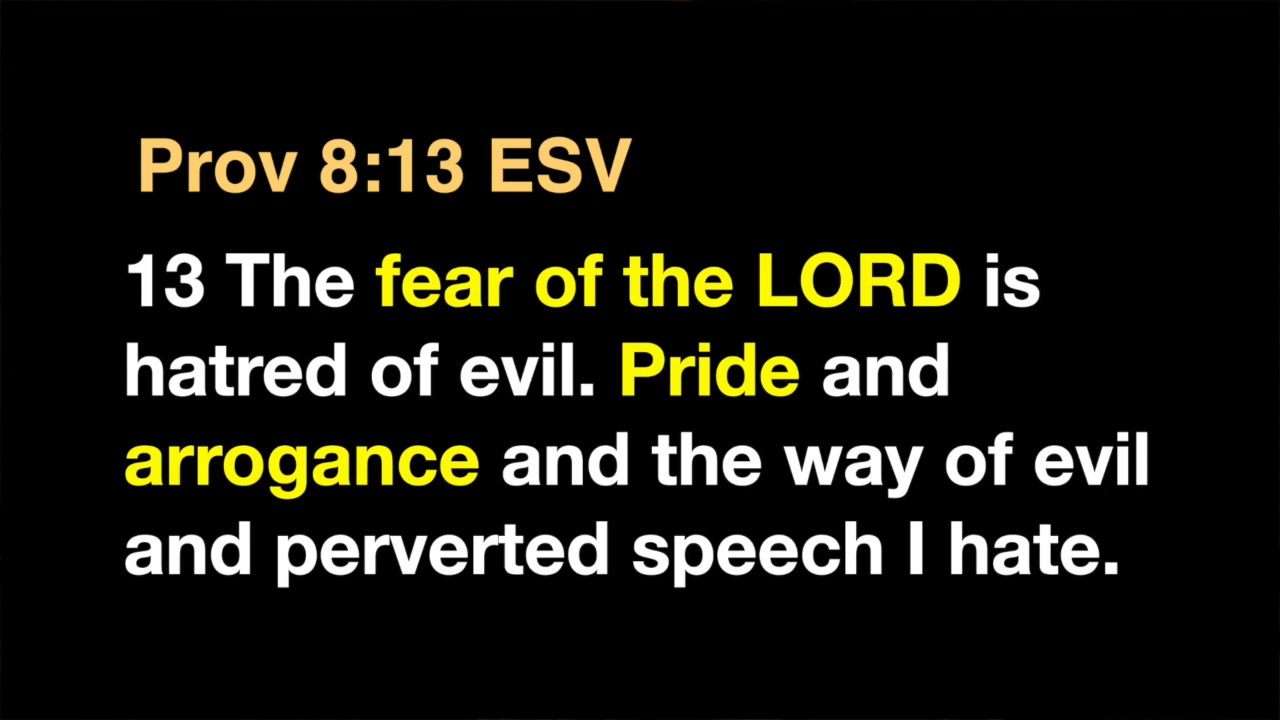 Prov 8:13 ESV
13 The fear of the LORD is
hatred of evil. Pride and
arrogance and the way of evil
and perverted speech I hate.